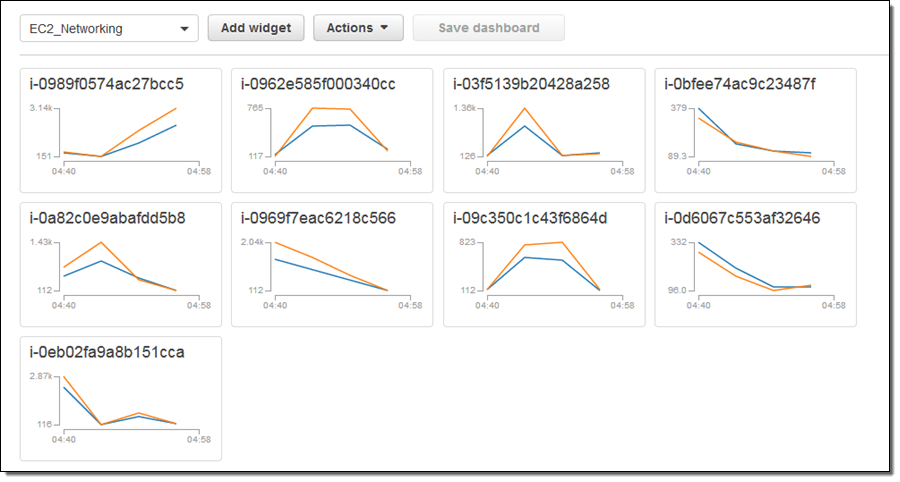 EC2_Networking Add widget Actions Save dashboard
i-0989f0574ac27bcc5 i-0962e585f000340cc i-03f5139b20428a258 i-0bfee74ac9c23487f
3.14k 765 1.36k 379
151 117 126 89.3
04:40 04:58 04:40 04:58 04:40 04:58 04:40 04:58
i-0a82c0e9abafdd5b8 i-0969f7eac6218c566 i-09c350c1c43f6864d i-0d6067c553af32646
1.43k 2.04k 823 332
112 112 112 96.0
04:40 04:58 04:40 04:58 04:40 04:58 04:40 04:58
i-0eb02fa9a8b151cca
2.87k
116
04:40 04:58